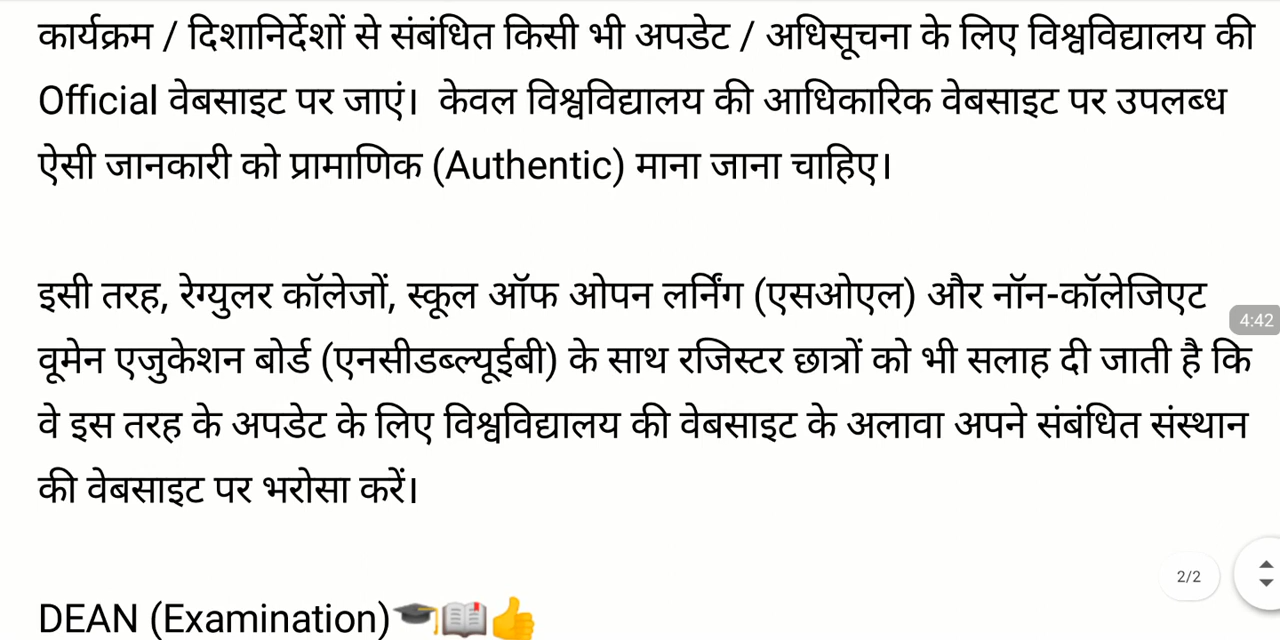 कार्यक्रम / दिशानिर्देशों से संबंधित किसी भी अपडेट / अधिसूचना के लिए विश्वविद्यालय की
Official वेबसाइट पर जाएं। केवल विश्वविद्यालय की आधिकारिक वेबसाइट पर उपलब्ध
ऐसी जानकारी को प्रामाणिक (Authentic) माना जाना चाहिए।
इसी तरह, रेग्युलर कॉलेजों, स्कूल ऑफ ओपन लर्निंग (एसओएल) और नॉन-कॉलेजिएट
4:42
वूमेन एजुकेशन बोर्ड (एनसीडब्ल्यूईबी) के साथ रजिस्टर छात्रों को भी सलाह दी जाती है कि
वे इस तरह के अपडेट के लिए विश्वविद्यालय की वेबसाइट के अलावा अपने संबंधित संस्थान
की वेबसाइट पर भरोसा करें।
2/2
DEAN (Examination)🎓📖👍